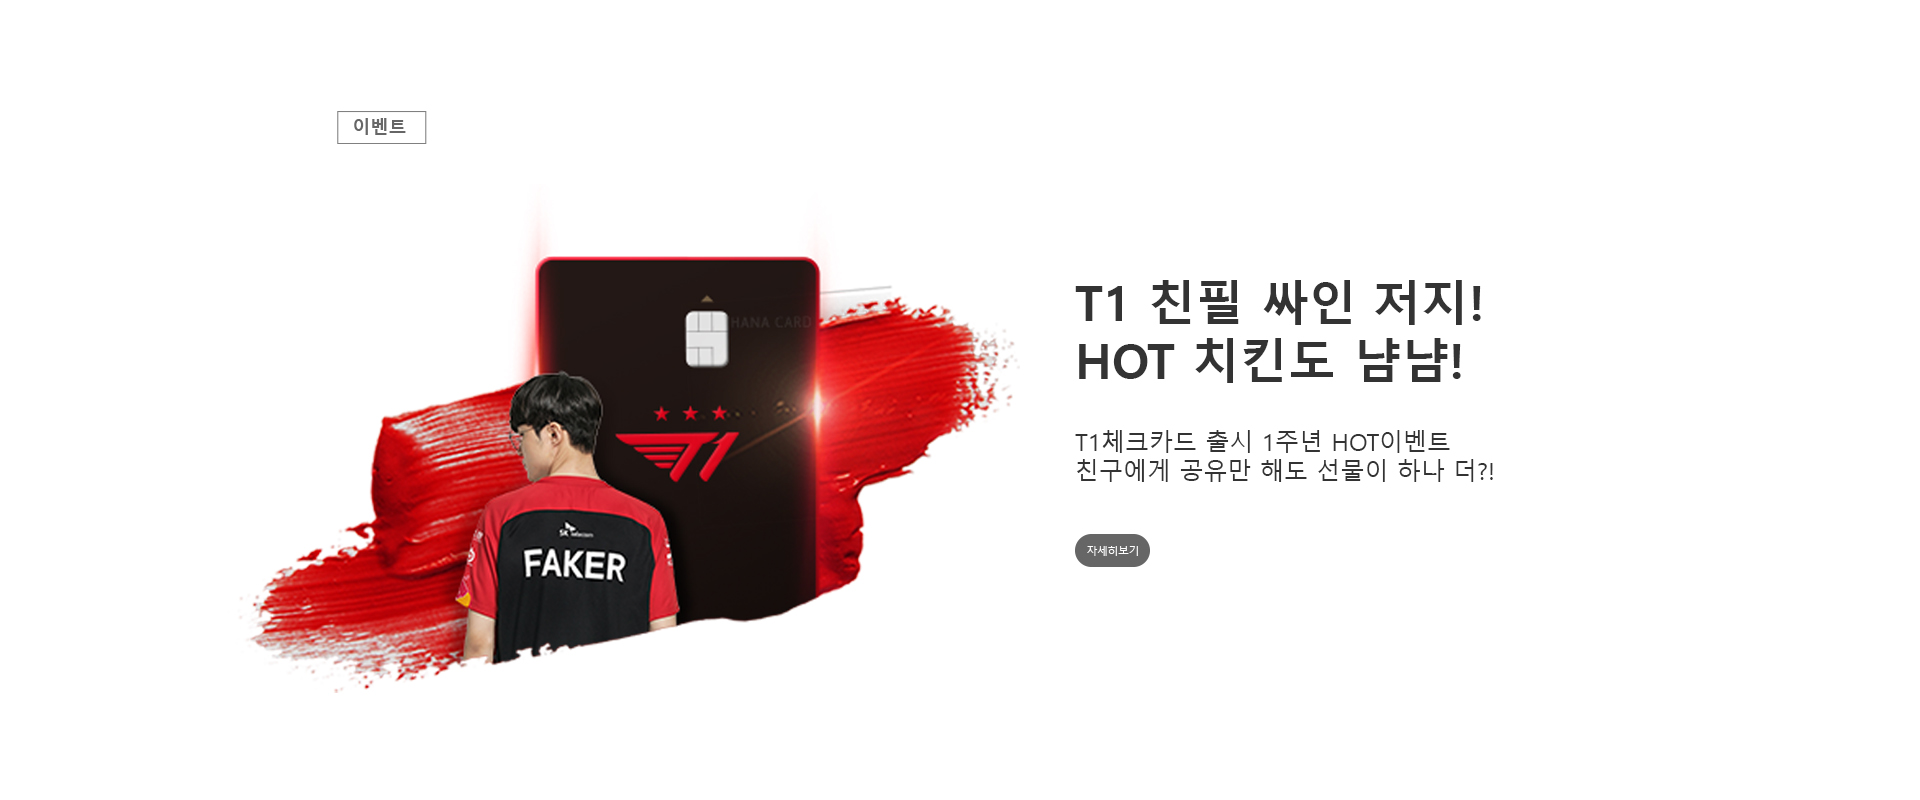 이벤트
HANA CARD
T1
SK telecom
FAKER
T1 친필 싸인 저지!
HOT 치킨도 냠냠!
T1체크카드 출시 1주년 HOT이벤트
친구에게 공유만 해도 선물이 하나 더?!
자세히보기